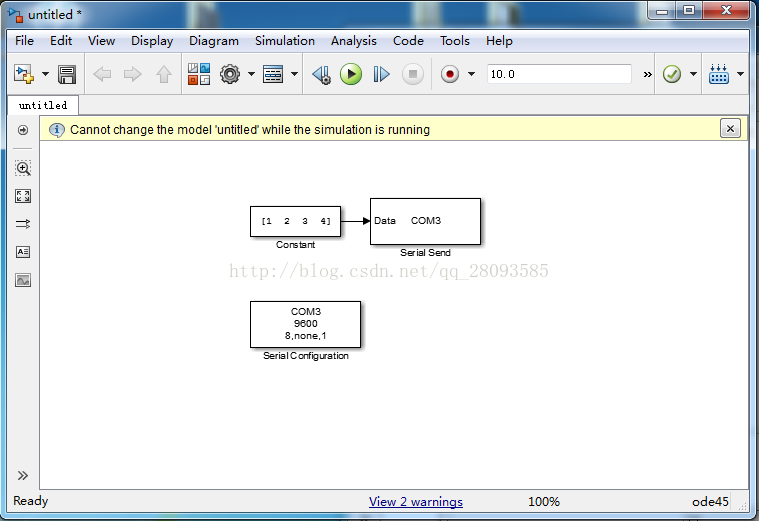 untitled *
File Edit View Display Diagram Simulation Analysis Code Tools Help
10.0
untitled
Cannot change the model 'untitled' while the simulation is running
[1 2 3 4]
Constant
Data COM3
Serial Send
http://blog.csdn.net/qq_28093585
COM3
9600
8,none,1
Serial Configuration
Ready View 2 warnings 100% ode45